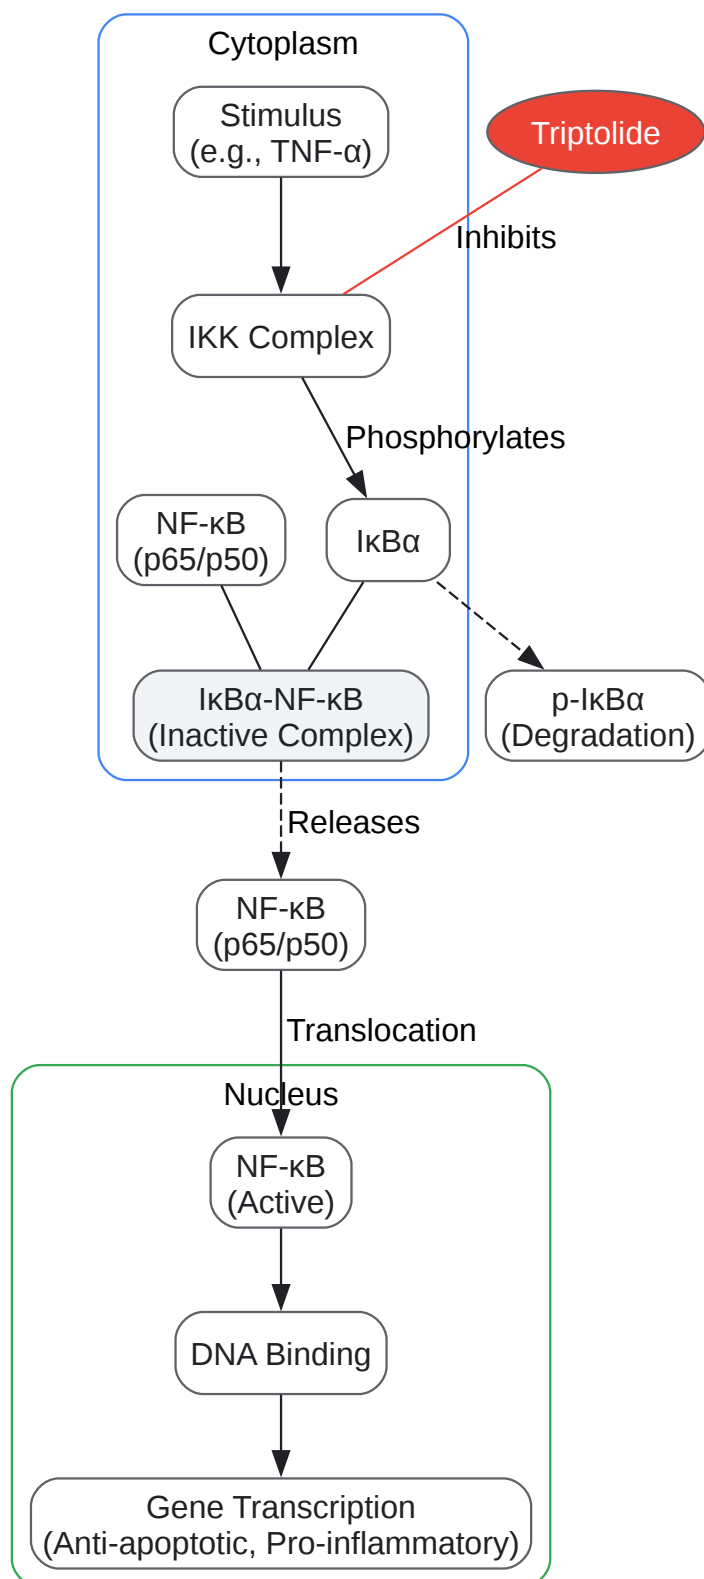 Cytoplasm
Stimulus
(e.g., TNF-α)
Triptolide
Inhibits
IKK Complex
Phosphorylates
NF-κB
(p65/p50)
IκBα
IκBα-NF-κB
(Inactive Complex)
p-IκBα
(Degradation)
Releases
NF-κB
(p65/p50)
Translocation
Nucleus
NF-κB
(Active)
DNA Binding
Gene Transcription
(Anti-apoptotic, Pro-inflammatory)